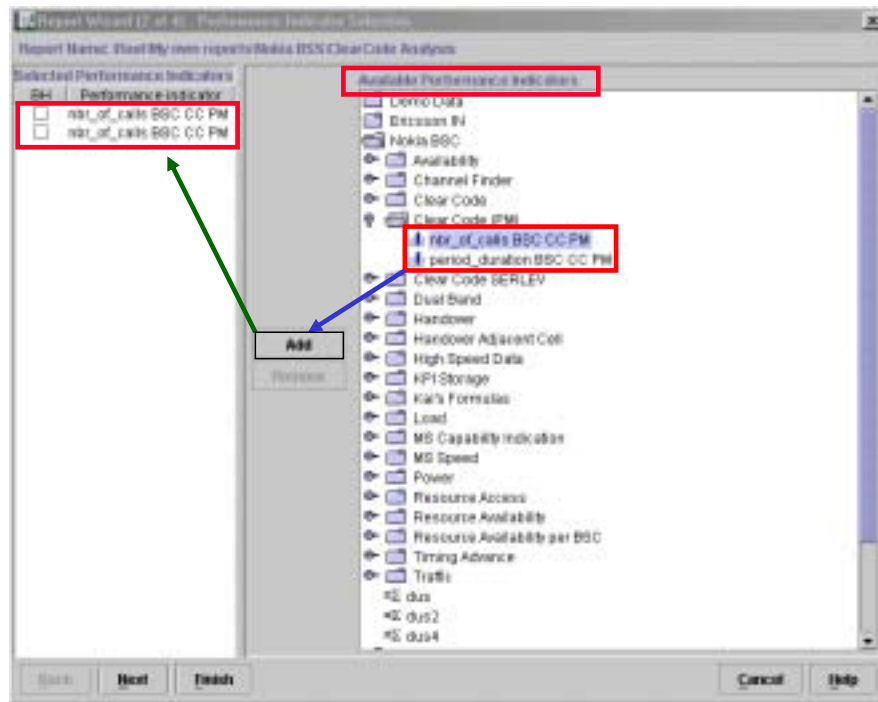 Report Wizard (2 of 4) - Performance Indicator Selection
Report Name: Root/My own reports/Nokia BSS Clear Code Analysis
Selected Performance Indicators
BH Performance indicator
nbr_of_calls BSC CC PM
nbr_of_calls BSC CC PM
Add
Remove
Available Performance Indicators
Demo Data
Ericsson IN
Nokia BSC
Availability
Channel Finder
Clear Code
Clear Code (PM)
nbr_of_calls BSC CC PM
period_duration BSC CC PM
Clear Code SERLEV
Dual Band
Handover
Handover Adjacent Cell
High Speed Data
KPI Storage
Kai's Formulas
Load
MS Capability Indication
MS Speed
Power
Resource Access
Resource Availability
Resource Availability per BSC
Timing Advance
Traffic
dus
dus2
dus4
Back Next Finish Cancel Help